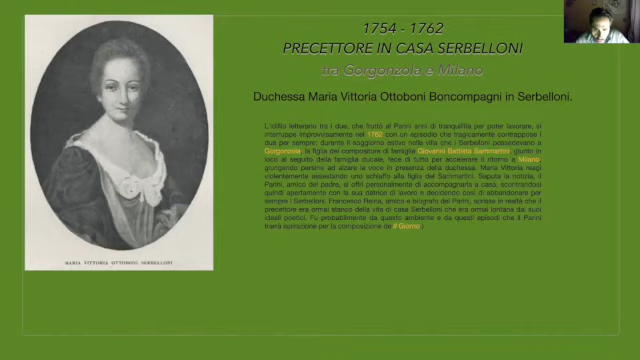 1754 - 1762
PRECETTORE IN CASA SERBELLONI
tra Gorgonzola e Milano
Duchessa Maria Vittoria Ottoboni Boncompagni in Serbelloni.
L'idillio letterario tra i due, che fruttò al Parini anni di tranquillità per poter lavorare, si
interruppe improvvisamente nel 1762 con un episodio che tragicamente contrappose i
due per sempre: durante il soggiorno estivo nelle ville che i Serbelloni possedevano a
Gorgonzola, la figlia del compositore di famiglia Giovanni Battista Sammartini, giunto in
loco al seguito della famiglia ducale, fece di tutto per accelerare il ritorno a Milano,
giungendo persino ad alzare la voce in presenza della duchessa. Maria Vittoria reagì
violentemente assestando uno schiaffo alla figlia del Sammartini. Saputa la notizia, il
Parini, amico del padre, si offrì personalmente di accompagnarla a casa, scontrandosi
quindi apertamente con la sua datrice di lavoro e decidendo così di abbandonare per
sempre i Serbelloni. Francesco Reina, amico e biografo del Parini, scrisse in realtà che il
precettore era ormai stanco della vita di casa Serbelloni che era ormai lontana dai suoi
ideali poetici. Fu probabilmente da questo ambiente e da questi episodi che il Parini
trarrà ispirazione per la composizione de Il Giorno.)
MARIA VITTORIA OTTOBONI SERBELLONI